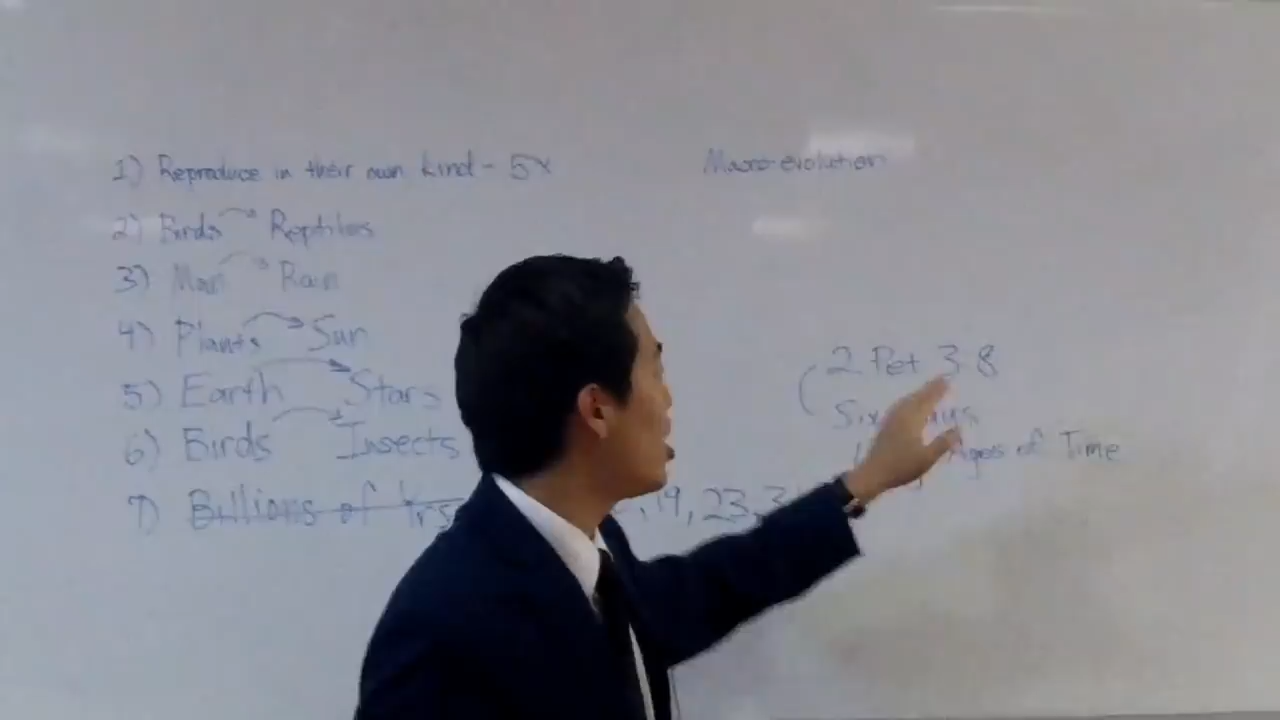 1) Reproduce in their own kind - 5x
Macro-evolution
2) Birds → Reptiles
3) Man → Rain
4) Plants → Sun
5) Earth → Stars
6) Birds → Insects
7) Billions of Yrs , 19, 23, 3
2 Pet 3:8
Ages of Time